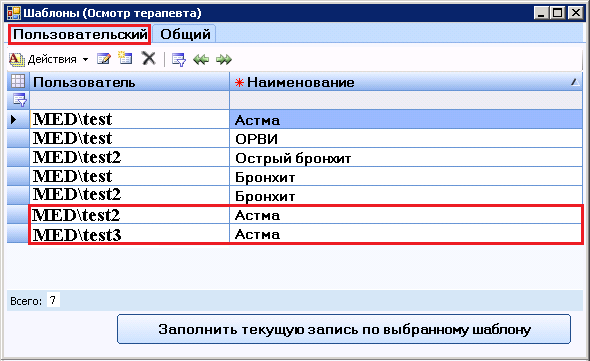 Шаблоны (Осмотр терапевта)
Пользовательский Общий
Действия
Пользователь Наименование
MED\test Астма
MED\test ОРВИ
MED\test2 Острый бронхит
MED\test Бронхит
MED\test2 Бронхит
MED\test2 Астма
MED\test3 Астма
Всего: 7
Заполнить текущую запись по выбранному шаблону